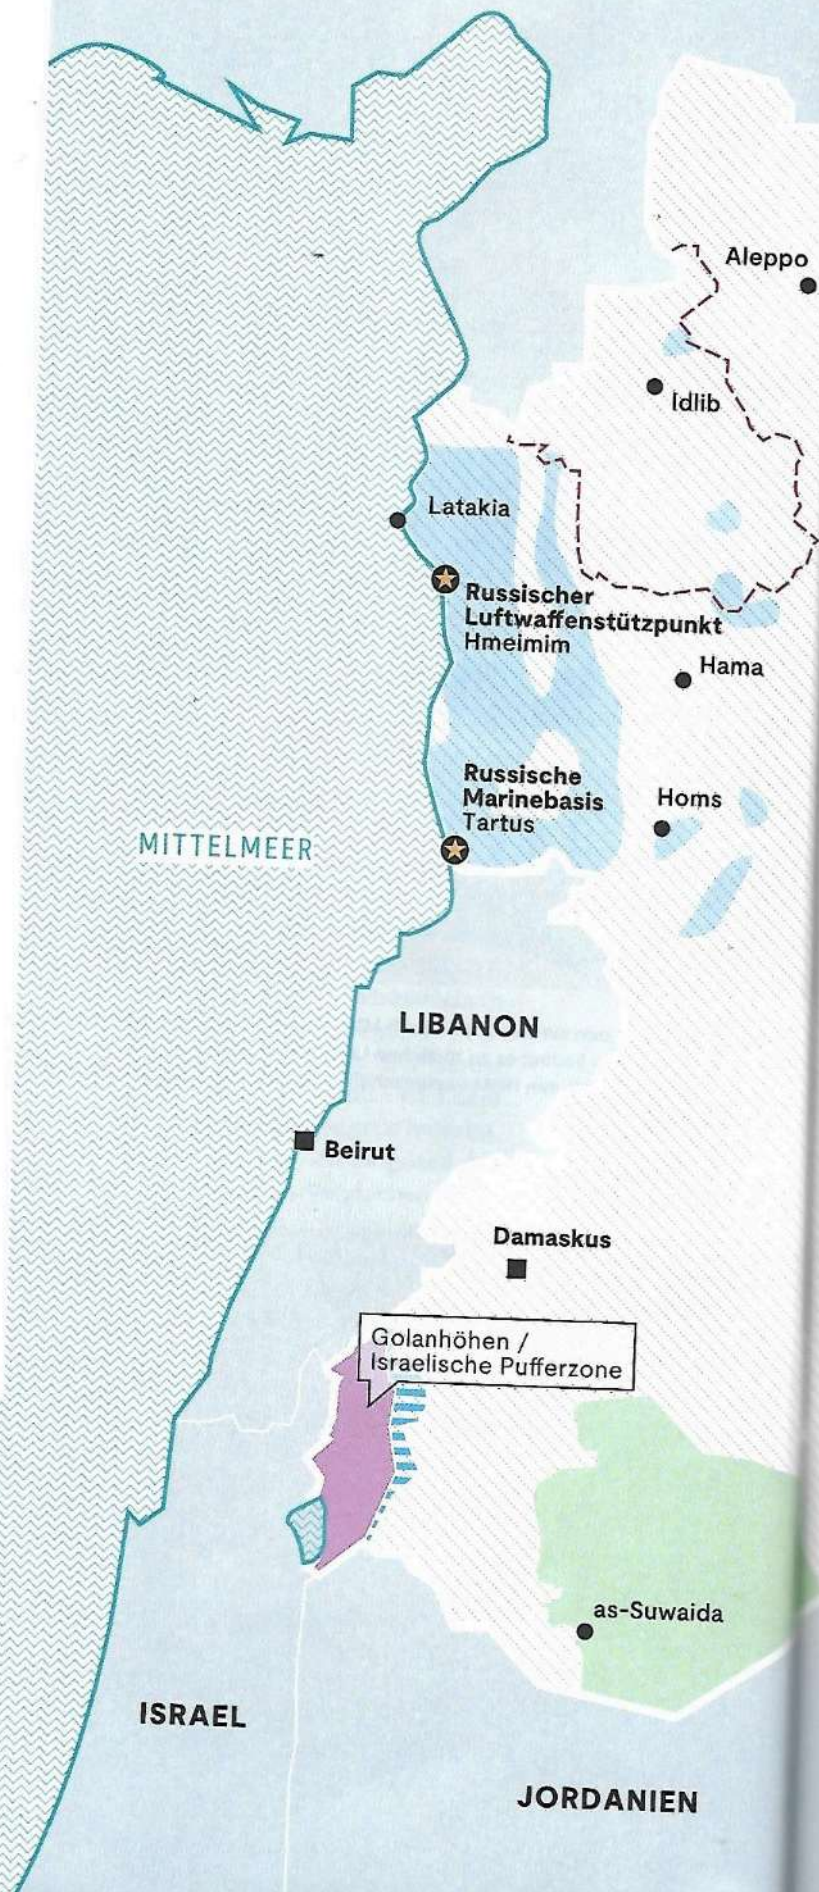 Aleppo
Idlib
Latakia
Russischer
Luftwaffenstützpunkt
Hmeimim
Hama
Russische
Marinebasis
Tartus
Homs
MITTELMEER
LIBANON
Beirut
Damaskus
Golanhöhen /
Israelische Pufferzone
as-Suwaida
ISRAEL
JORDANIEN